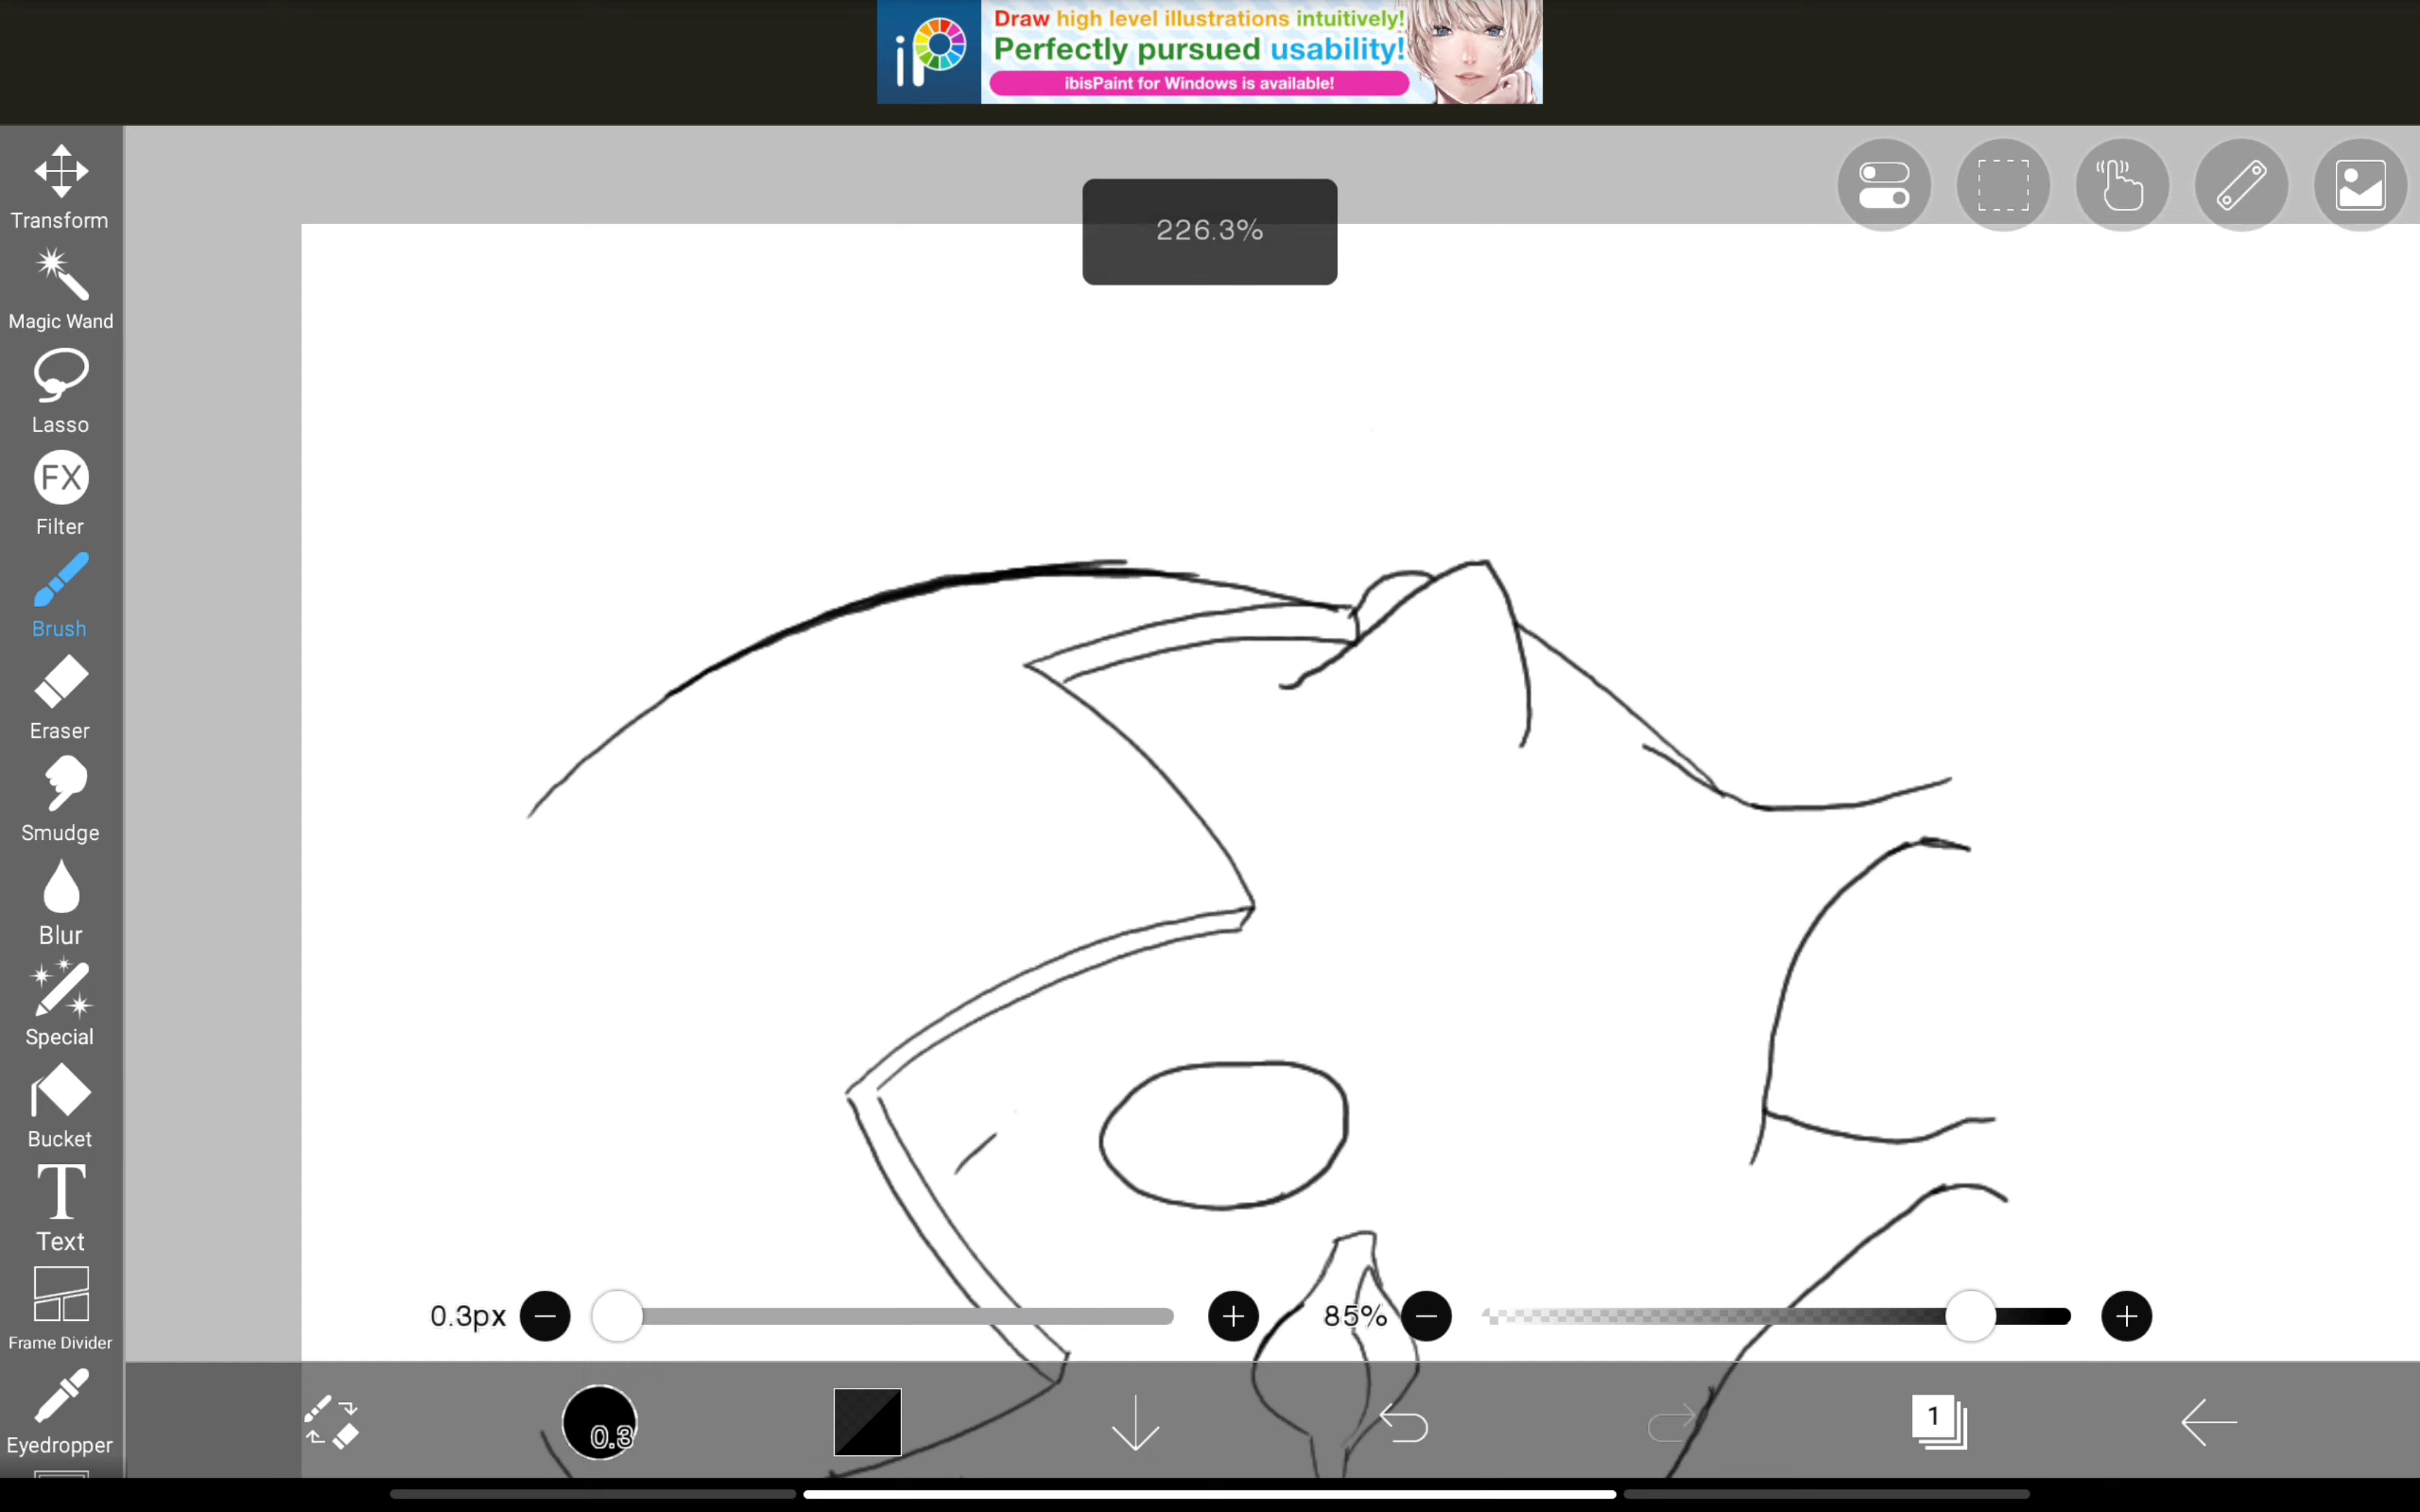 iP
Draw high level illustrations intuitively!
Perfectly pursued usability!
ibisPaint for Windows is available!
226.3%
Transform
Magic Wand
Lasso
FX
Filter
Brush
Eraser
Smudge
Blur
Special
Bucket
T
Text
Frame Divider
Eyedropper
0.3px
85%
0.3
1